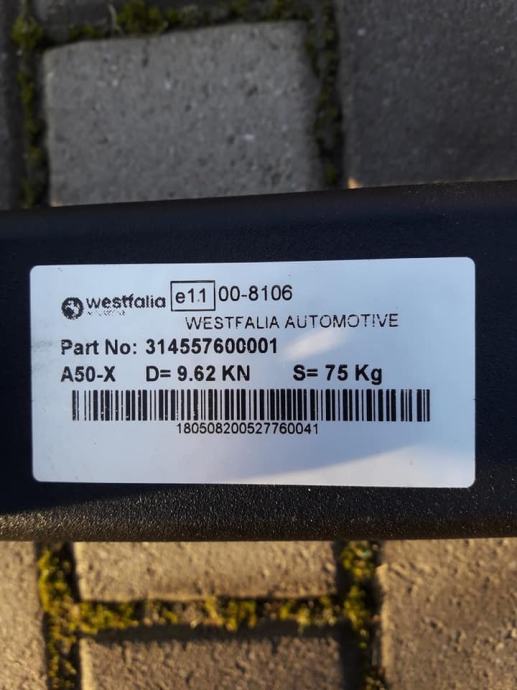 westfalia e11 00-8106
WESTFALIA AUTOMOTIVE
Part No: 314557600001
A50-X D= 9.62 KN S= 75 Kg
180508200527760041